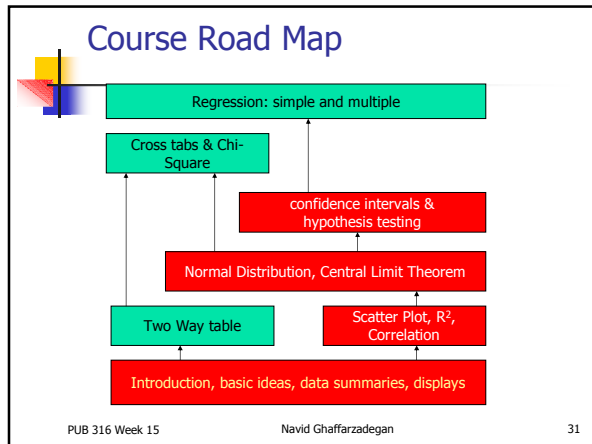 Course Road Map
Regression: simple and multiple
Cross tabs & Chi-
Square
confidence intervals &
hypothesis testing
Normal Distribution, Central Limit Theorem
Two Way table
Scatter Plot, R²,
Correlation
Introduction, basic ideas, data summaries, displays
PUB 316 Week 15
Navid Ghaffarzadegan
31